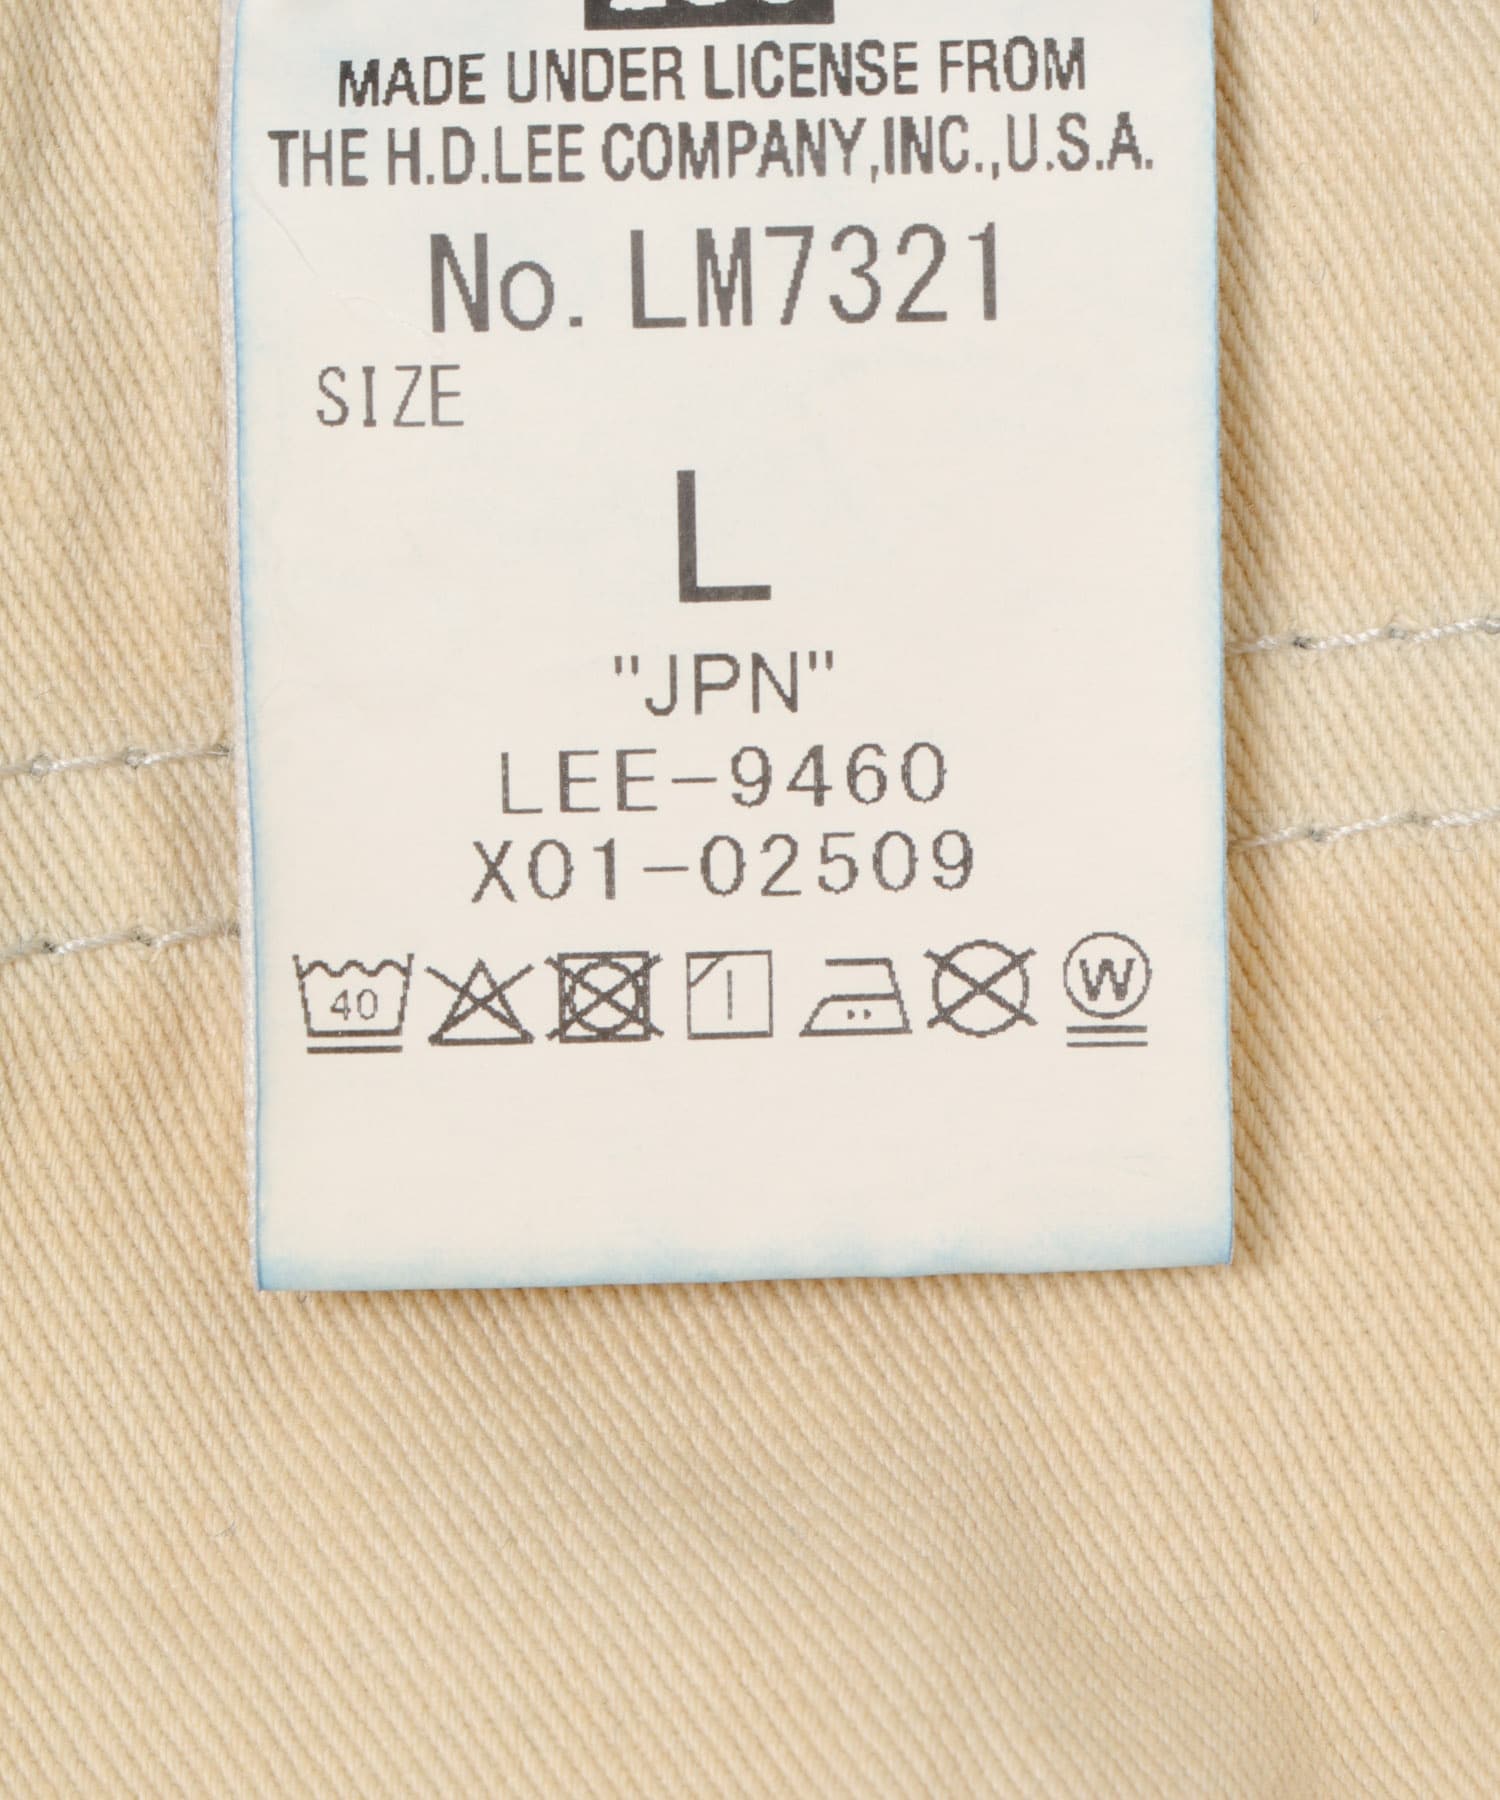 MADE UNDER LICENSE FROM
THE H.D.LEE COMPANY,INC.,U.S.A.
No. LM7321
SIZE
L
"JPN"
LEE-9460
X01-02509
40
W